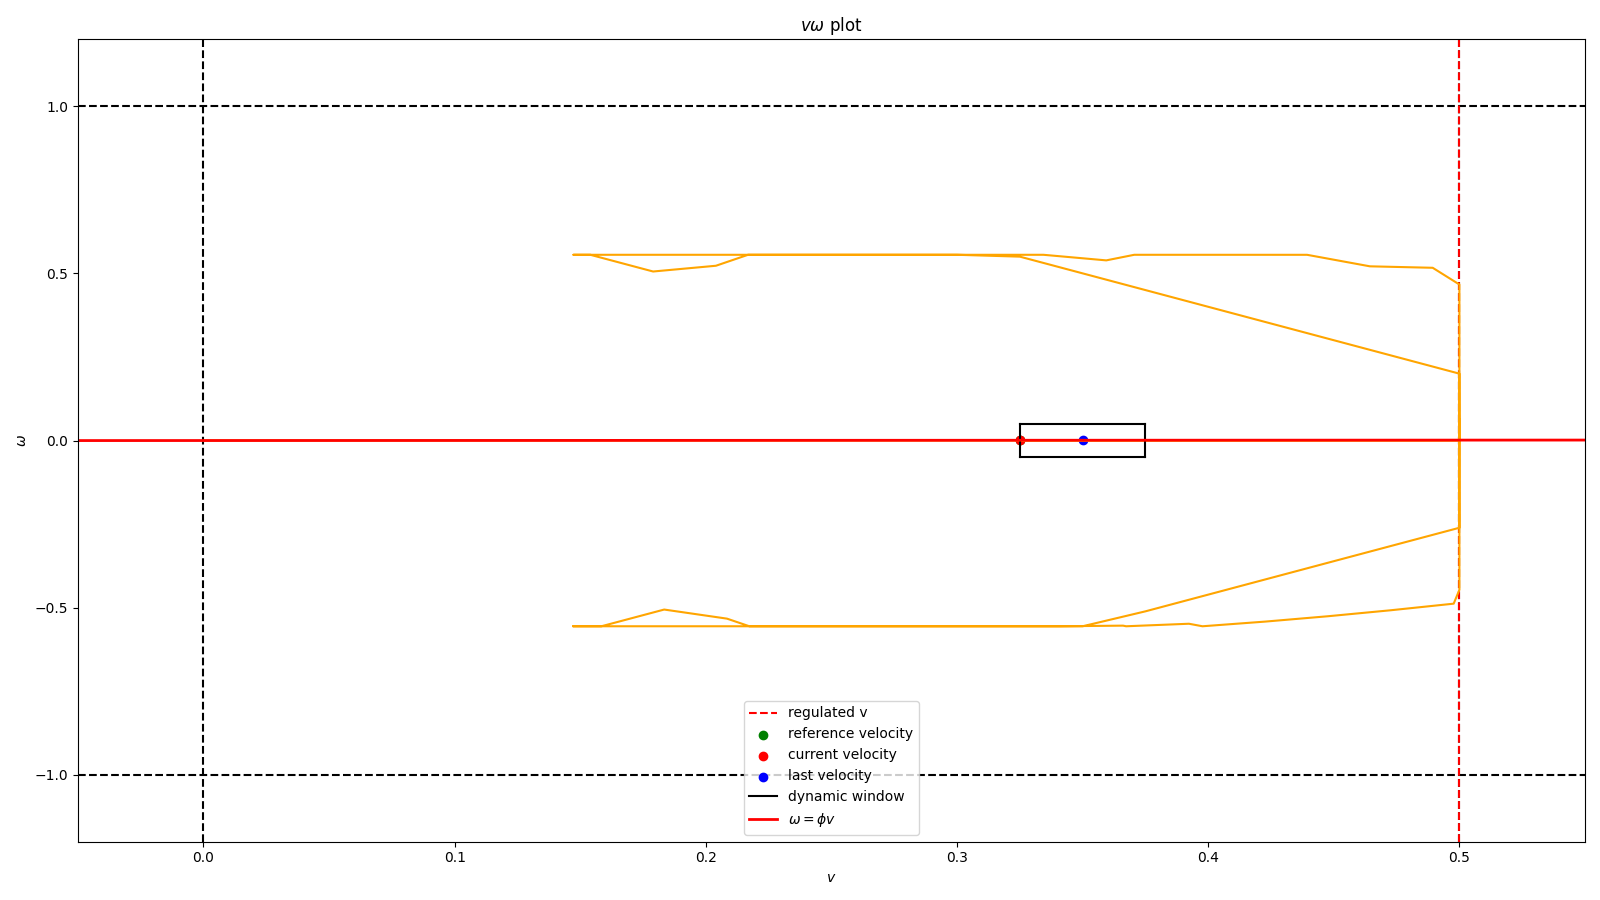 vω plot
1.0
0.5
0.0
−0.5
−1.0
ω
regulated v
reference velocity
current velocity
last velocity
dynamic window
ω = ϕv
0.0 0.1 0.2 0.3 0.4 0.5
v